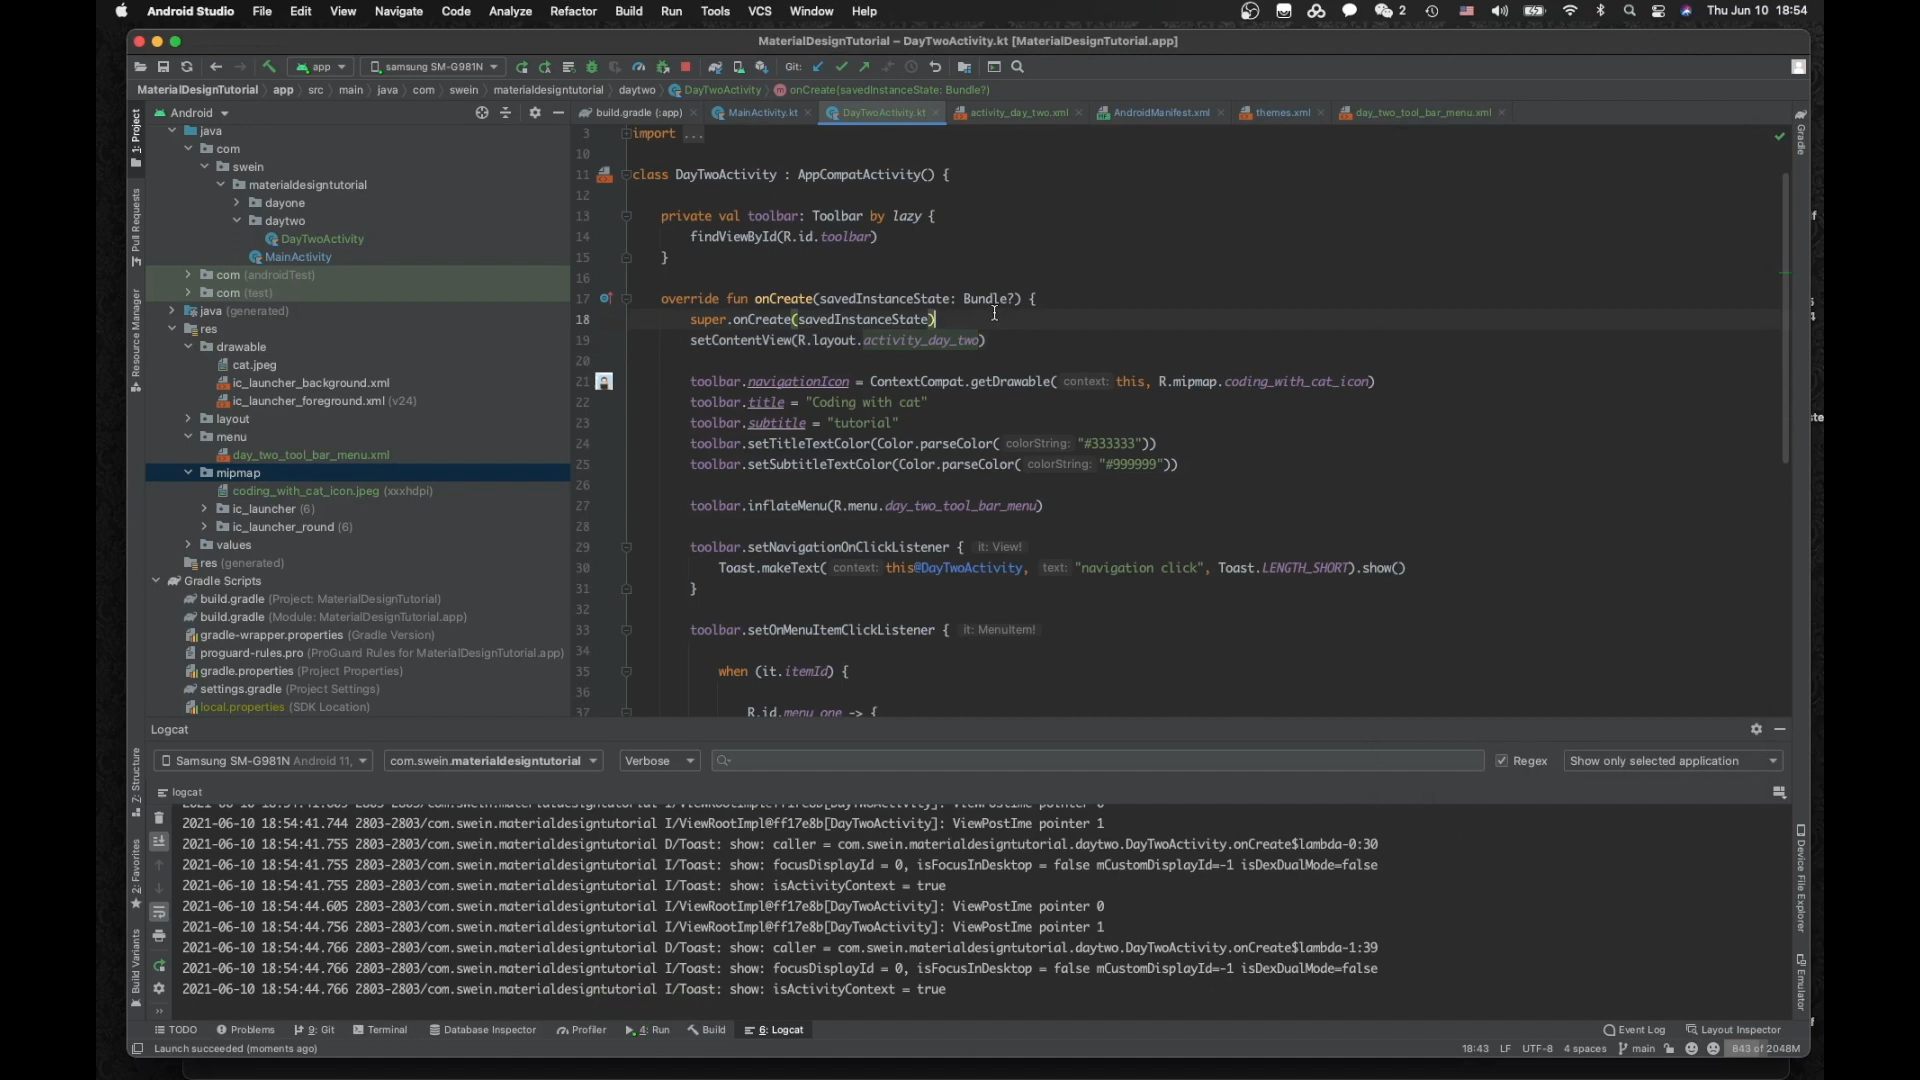 Android Studio File Edit View Navigate Code Analyze Refactor Build Run Tools VCS Window Help 2 Thu Jun 10 18:54
MaterialDesignTutorial – DayTwoActivity.kt [MaterialDesignTutorial.app]
app samsung SM-G981N Git:
MaterialDesignTutorial app src main java com swein materialdesigntutorial daytwo DayTwoActivity onCreate(savedInstanceState: Bundle?)
Android build.gradle (:app) MainActivity.kt DayTwoActivity.kt activity_day_two.xml AndroidManifest.xml themes.xml day_two_tool_bar_menu.xml
1: Project
Pull Requests
Resource Manager
Z: Structure
2: Favorites
Build Variants
Gradle
Device File Explorer
Emulator
java
com
swein
materialdesigntutorial
dayone
daytwo
DayTwoActivity
MainActivity
com (androidTest)
com (test)
java (generated)
res
drawable
cat.jpeg
ic_launcher_background.xml
ic_launcher_foreground.xml (v24)
layout
menu
day_two_tool_bar_menu.xml
mipmap
coding_with_cat_icon.jpeg (xxxhdpi)
ic_launcher (6)
ic_launcher_round (6)
values
res (generated)
Gradle Scripts
build.gradle (Project: MaterialDesignTutorial)
build.gradle (Module: MaterialDesignTutorial.app)
gradle-wrapper.properties (Gradle Version)
proguard-rules.pro (ProGuard Rules for MaterialDesignTutorial.app)
gradle.properties (Project Properties)
settings.gradle (Project Settings)
local.properties (SDK Location)
3 import ...
10
11 class DayTwoActivity : AppCompatActivity() {
12
13 private val toolbar: Toolbar by lazy {
14 findViewById(R.id.toolbar)
15 }
16
17 override fun onCreate(savedInstanceState: Bundle?) {
18 super.onCreate(savedInstanceState)
19 setContentView(R.layout.activity_day_two)
20
21 toolbar.navigationIcon = ContextCompat.getDrawable( context: this, R.mipmap.coding_with_cat_icon)
22 toolbar.title = "Coding with cat"
23 toolbar.subtitle = "tutorial"
24 toolbar.setTitleTextColor(Color.parseColor( colorString: "#333333"))
25 toolbar.setSubtitleTextColor(Color.parseColor( colorString: "#999999"))
26
27 toolbar.inflateMenu(R.menu.day_two_tool_bar_menu)
28
29 toolbar.setNavigationOnClickListener { it: View!
30 Toast.makeText( context: this@DayTwoActivity, text: "navigation click", Toast.LENGTH_SHORT).show()
31 }
32
33 toolbar.setOnMenuItemClickListener { it: MenuItem!
34
35 when (it.itemId) {
36
37 R.id.menu_one -> {
Logcat
Samsung SM-G981N Android 11, com.swein.materialdesigntutorial Verbose Regex Show only selected application
logcat
2021-06-10 18:54:41.744 2803-2803/com.swein.materialdesigntutorial I/ViewRootImpl@ff17e8b[DayTwoActivity]: ViewPostIme pointer 1
2021-06-10 18:54:41.755 2803-2803/com.swein.materialdesigntutorial D/Toast: show: caller = com.swein.materialdesigntutorial.daytwo.DayTwoActivity.onCreate$lambda-0:30
2021-06-10 18:54:41.755 2803-2803/com.swein.materialdesigntutorial I/Toast: show: focusDisplayId = 0, isFocusInDesktop = false mCustomDisplayId=-1 isDexDualMode=false
2021-06-10 18:54:41.755 2803-2803/com.swein.materialdesigntutorial I/Toast: show: isActivityContext = true
2021-06-10 18:54:44.605 2803-2803/com.swein.materialdesigntutorial I/ViewRootImpl@ff17e8b[DayTwoActivity]: ViewPostIme pointer 0
2021-06-10 18:54:44.756 2803-2803/com.swein.materialdesigntutorial I/ViewRootImpl@ff17e8b[DayTwoActivity]: ViewPostIme pointer 1
2021-06-10 18:54:44.766 2803-2803/com.swein.materialdesigntutorial D/Toast: show: caller = com.swein.materialdesigntutorial.daytwo.DayTwoActivity.onCreate$lambda-1:39
2021-06-10 18:54:44.766 2803-2803/com.swein.materialdesigntutorial I/Toast: show: focusDisplayId = 0, isFocusInDesktop = false mCustomDisplayId=-1 isDexDualMode=false
2021-06-10 18:54:44.766 2803-2803/com.swein.materialdesigntutorial I/Toast: show: isActivityContext = true
TODO Problems 9: Git Terminal Database Inspector Profiler 4: Run Build 6: Logcat Event Log Layout Inspector
Launch succeeded (moments ago) 18:43 LF UTF-8 4 spaces main 843 of 2048M